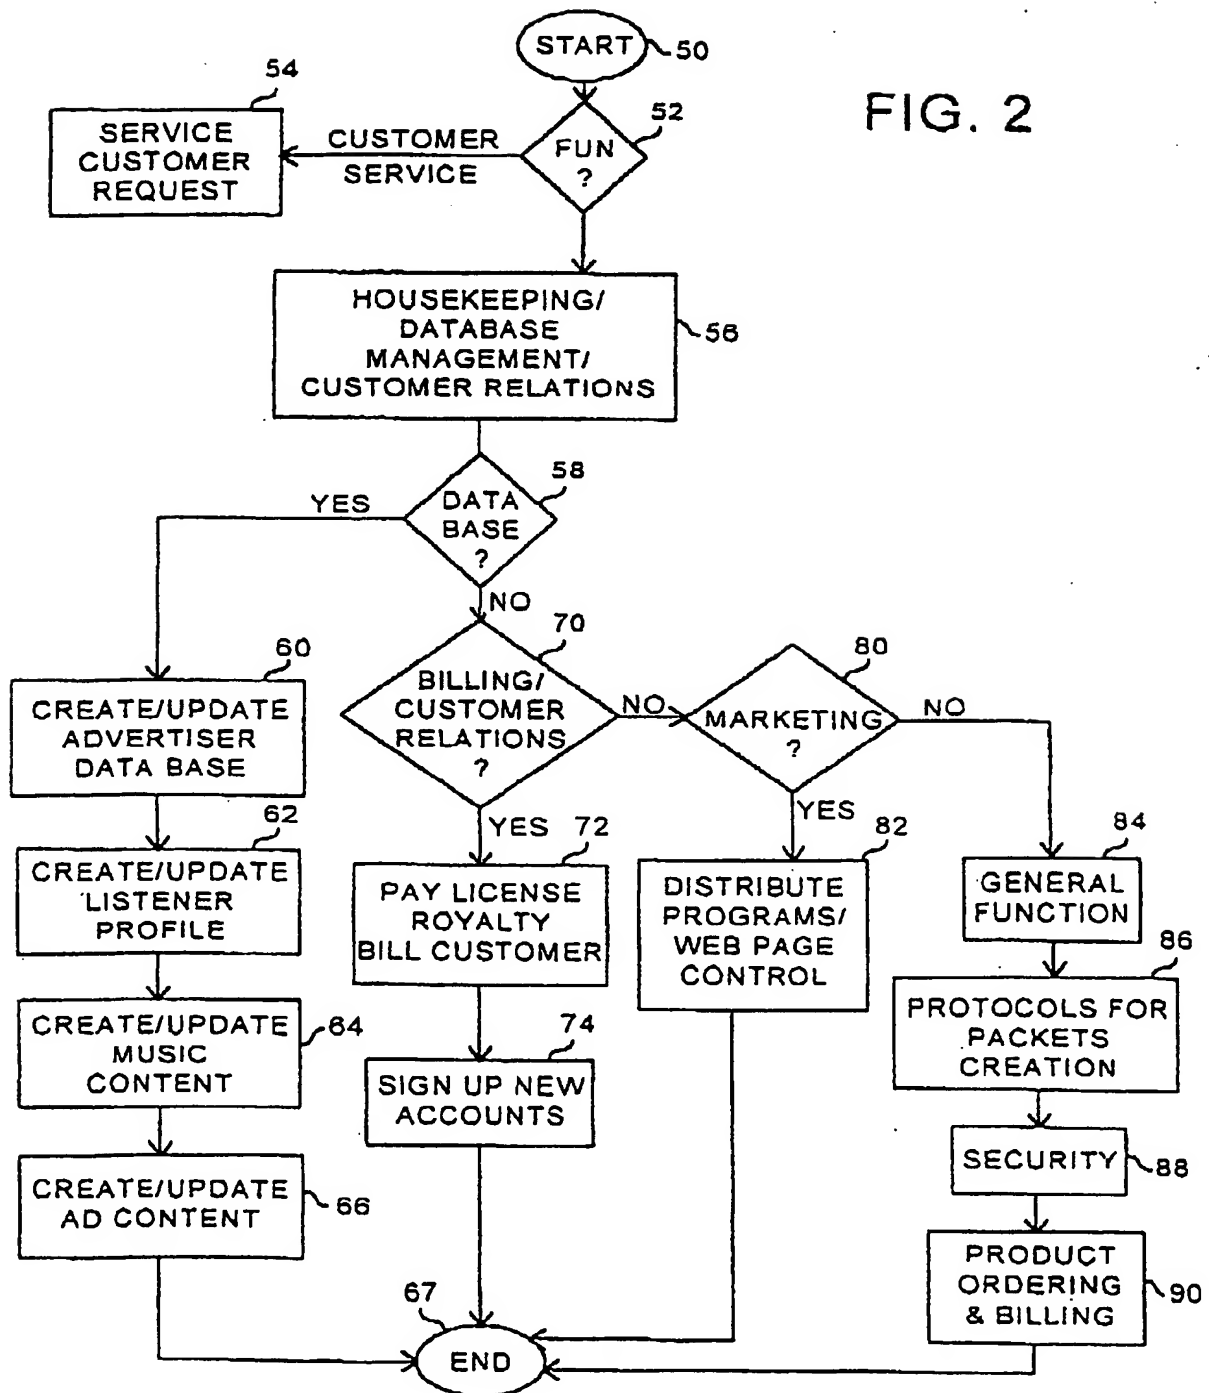 START
50
FIG. 2
54
52
SERVICE
CUSTOMER
REQUEST
CUSTOMER
SERVICE
FUN
?
HOUSEKEEPING/
DATABASE
MANAGEMENT/
CUSTOMER RELATIONS
56
58
DATA
BASE
?
YES
NO
60
CREATE/UPDATE
ADVERTISER
DATA BASE
70
BILLING/
CUSTOMER
RELATIONS
?
NO
80
MARKETING
?
NO
YES
YES
62
CREATE/UPDATE
LISTENER
PROFILE
72
PAY LICENSE
ROYALTY
BILL CUSTOMER
82
DISTRIBUTE
PROGRAMS/
WEB PAGE
CONTROL
84
GENERAL
FUNCTION
86
PROTOCOLS FOR
PACKETS
CREATION
CREATE/UPDATE
MUSIC
CONTENT
64
74
SIGN UP NEW
ACCOUNTS
SECURITY
88
CREATE/UPDATE
AD CONTENT
66
PRODUCT
ORDERING
& BILLING
90
67
END